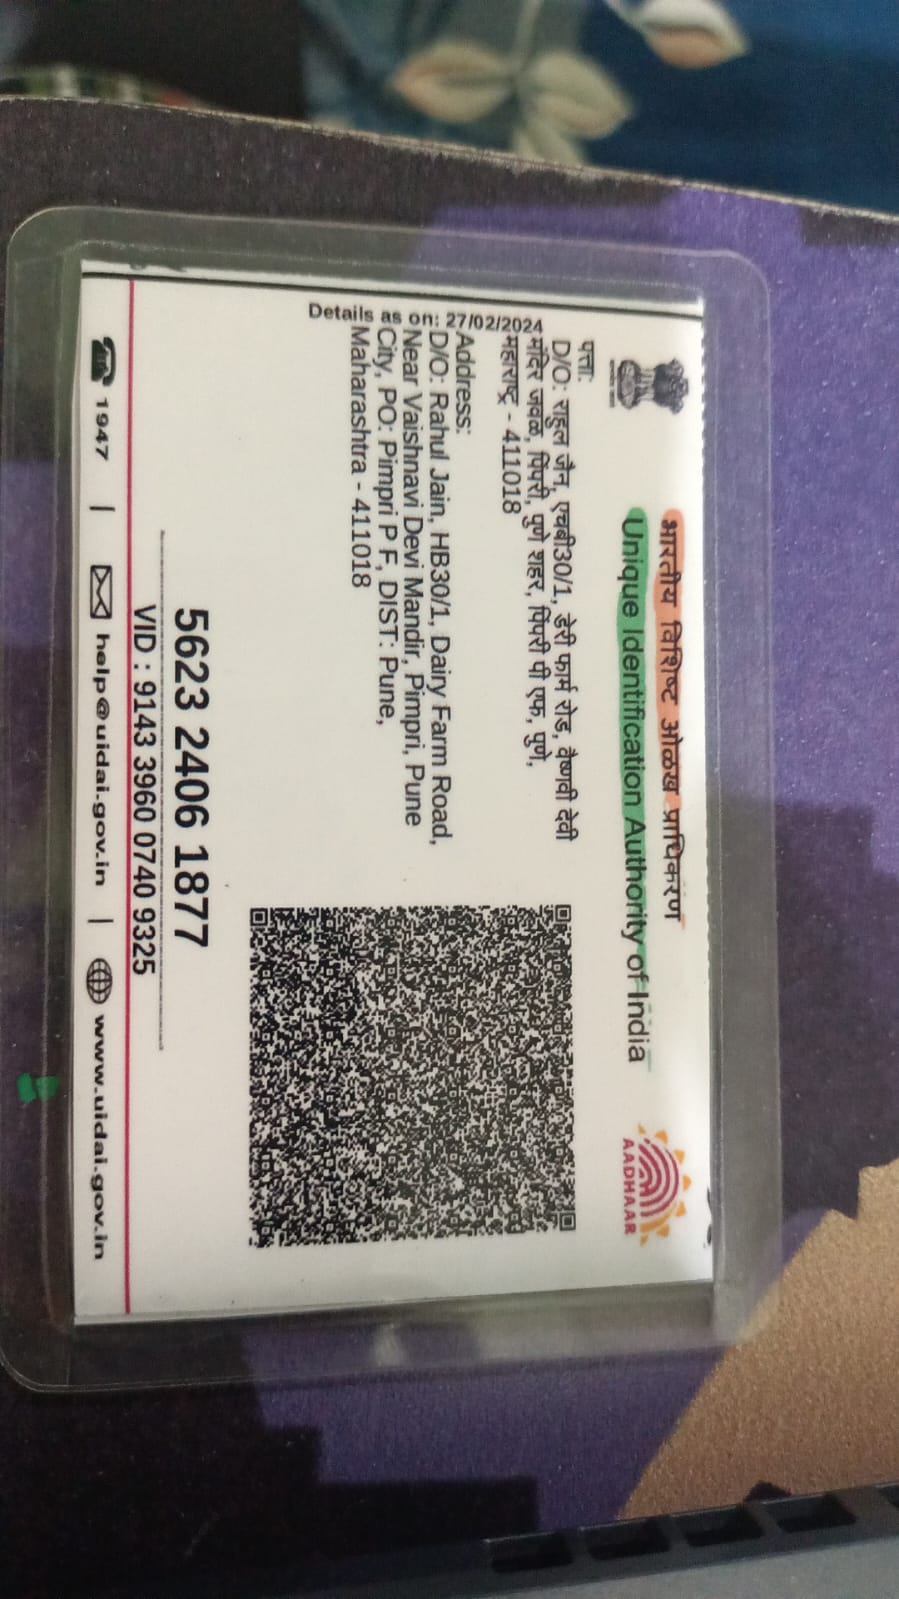 भारतीय विशिष्ट ओळख प्राधिकरण
Unique Identification Authority of India
AADHAAR
Details as on: 27/02/2024
पत्ता:
D/O: राहुल जैन, एचबी30/1, डेरी फार्म रोड, वैष्णवी देवी
मंदिर जवळ, पिंपरी, पुणे शहर, पिंपरी पी एफ, पुणे,
महाराष्ट्र - 411018
Address:
D/O: Rahul Jain, HB30/1, Dairy Farm Road,
Near Vaishnavi Devi Mandir, Pimpri, Pune
City, PO: Pimpri P F, DIST: Pune,
Maharashtra - 411018
5623 2406 1877
VID : 9143 3960 0740 9325
1947 | help@uidai.gov.in | www.uidai.gov.in